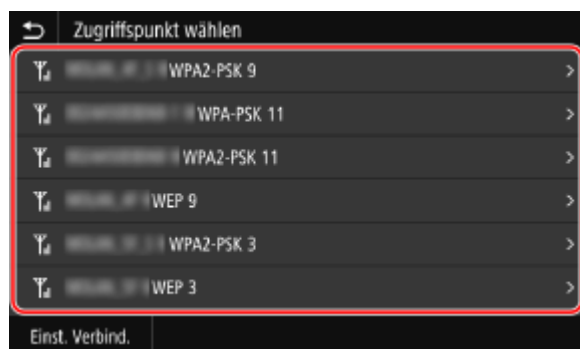 Zugriffspunkt wählen
WPA2-PSK 9
WPA-PSK 11
WPA2-PSK 11
WEP 9
WPA2-PSK 3
WEP 3
Einst. Verbind.